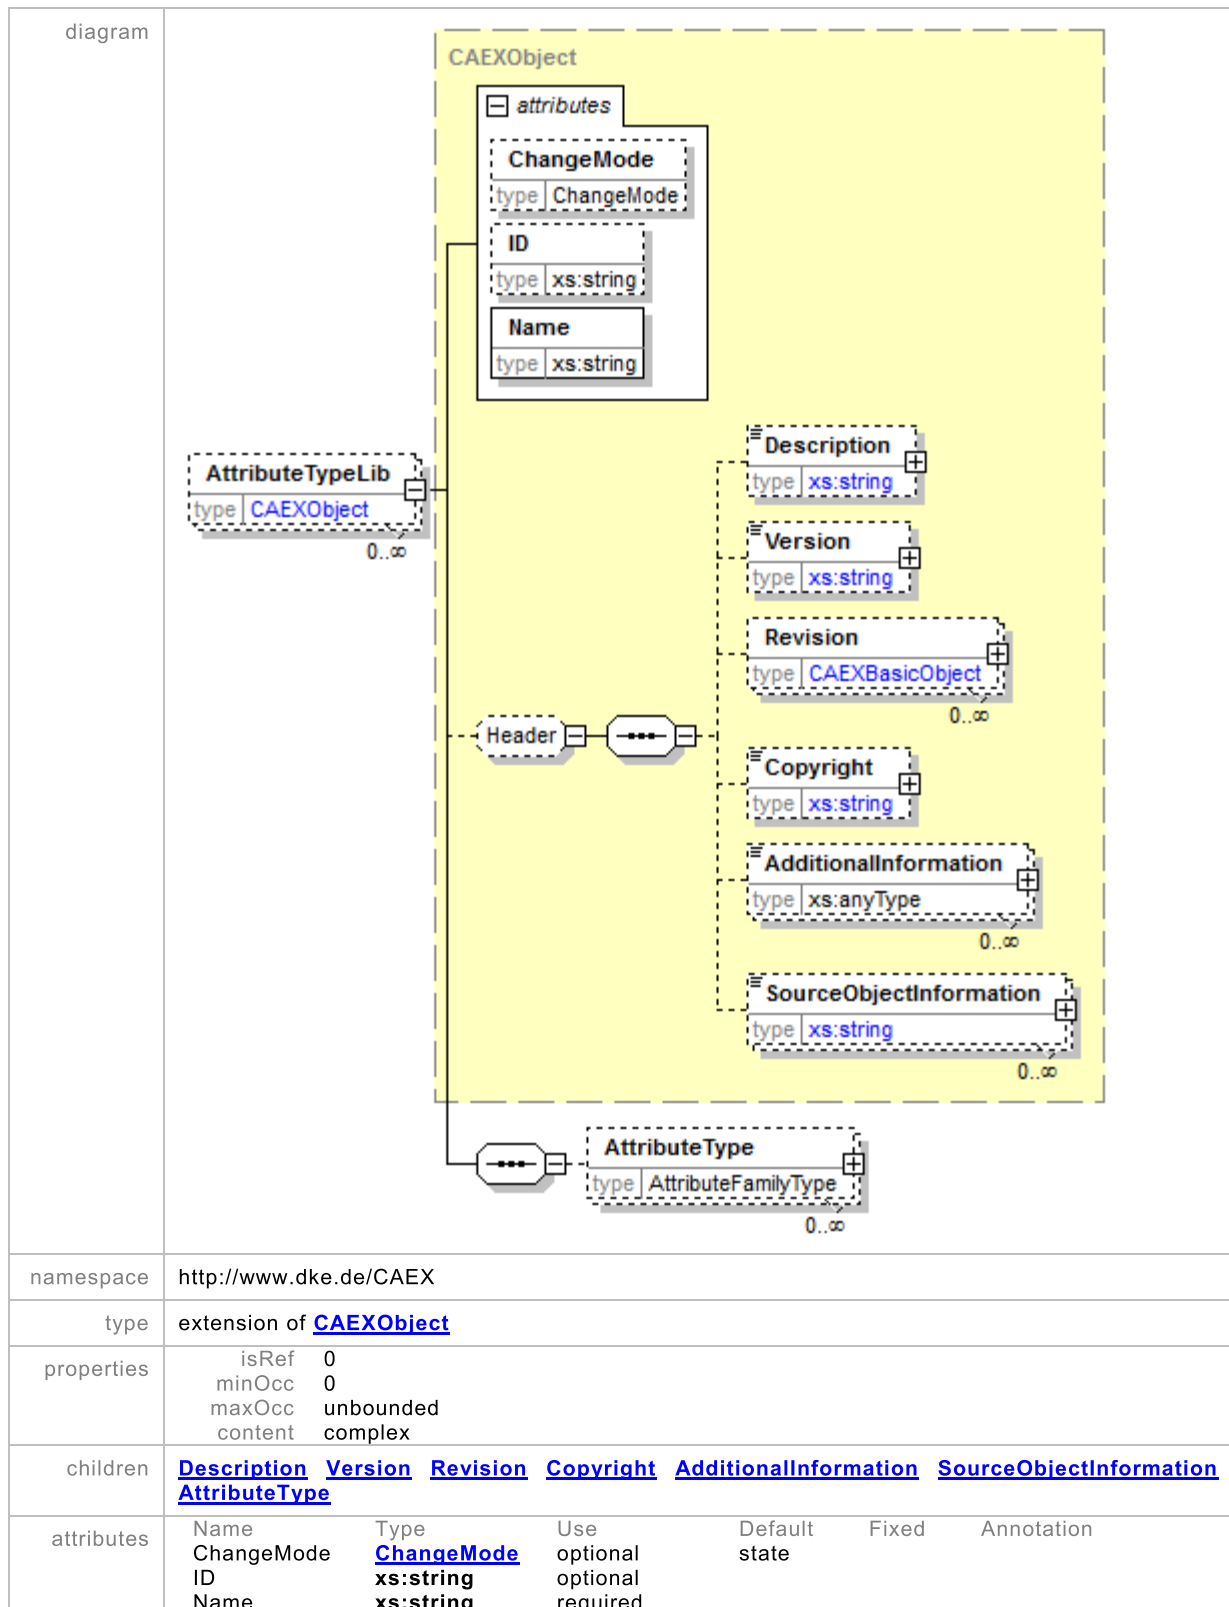 diagram
CAEXObject
attributes
ChangeMode
type ChangeMode
ID
type xs:string
Name
type xs:string
AttributeTypeLib
type CAEXObject
0..∞
Description
type xs:string
Version
type xs:string
Revision
type CAEXBasicObject
0..∞
Header
Copyright
type xs:string
AdditionalInformation
type xs:anyType
0..∞
SourceObjectInformation
type xs:string
0..∞
AttributeType
type AttributeFamilyType
0..∞
namespace http://www.dke.de/CAEX
type extension of CAEXObject
properties
isRef 0
minOcc 0
maxOcc unbounded
content complex
children Description Version Revision Copyright AdditionalInformation SourceObjectInformation
AttributeType
attributes Name Type Use Default Fixed Annotation
ChangeMode ChangeMode optional state
ID xs:string optional
Name xs:string required